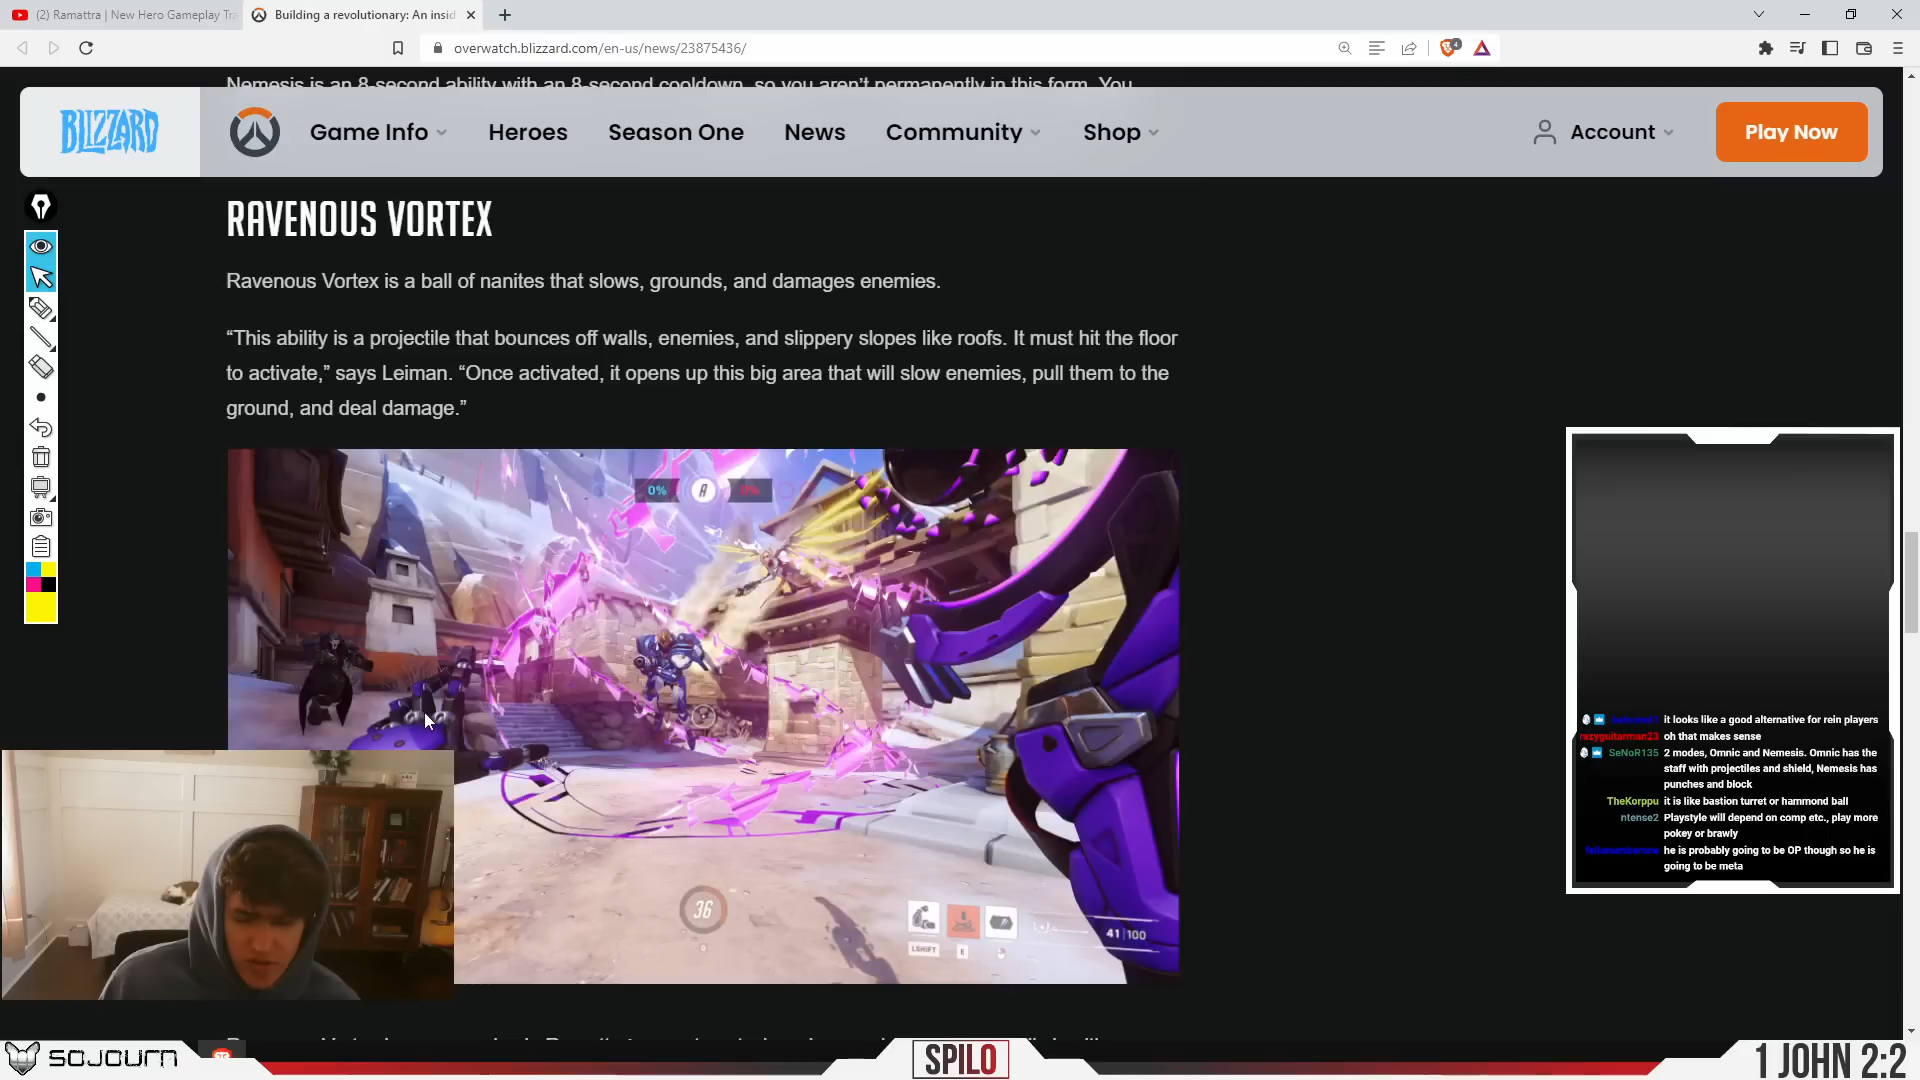 (2) Ramattra | New Hero Gameplay Tra
Building a revolutionary: An insid
overwatch.blizzard.com/en-us/news/23875436/
4
Nemesis is an 8-second ability with an 8-second cooldown, so you aren't permanently in this form. You
BLIZZARD
Game Info
Heroes
Season One
News
Community
Shop
Account
Play Now
RAVENOUS VORTEX
Ravenous Vortex is a ball of nanites that slows, grounds, and damages enemies.
“This ability is a projectile that bounces off walls, enemies, and slippery slopes like roofs. It must hit the floor
to activate,” says Leiman. “Once activated, it opens up this big area that will slow enemies, pull them to the
ground, and deal damage.”
0% A 0%
36
Q
LSHIFT E
41 | 100
it looks like a good alternative for rein players
razyguitarman23 oh that makes sense
SeNoR135 2 modes, Omnic and Nemesis. Omnic has the
staff with projectiles and shield, Nemesis has
punches and block
TheKorppu it is like bastion turret or hammond ball
ntense2 Playstyle will depend on comp etc., play more
pokey or brawly
he is probably going to be OP though so he is
going to be meta
SOJOURN
SPILO
1 JOHN 2:2